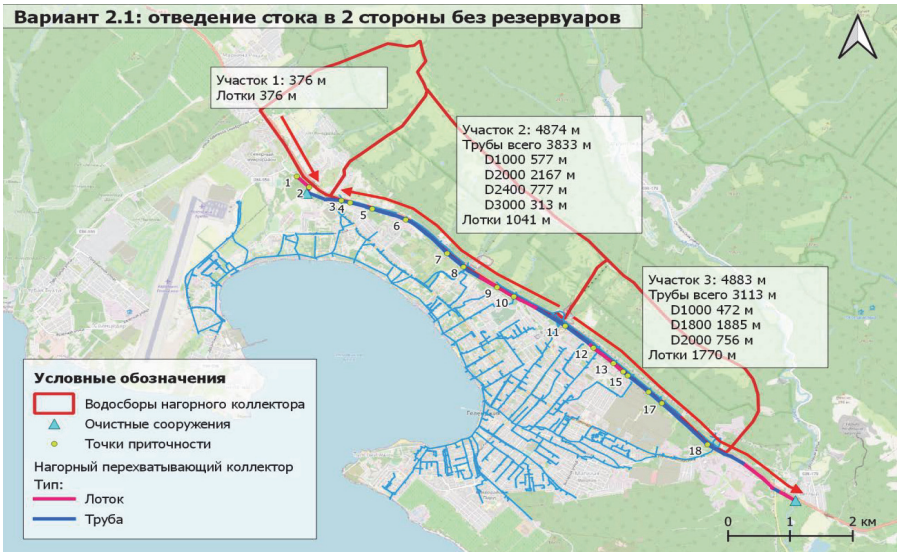 Вариант 2.1: отведение стока в 2 стороны без резервуаров
Участок 1: 376 м
Лотки 376 м
Участок 2: 4874 м
Трубы всего 3833 м
D1000 577 м
D2000 2167 м
D2400 777 м
D3000 313 м
Лотки 1041 м
Участок 3: 4883 м
Трубы всего 3113 м
D1000 472 м
D1800 1885 м
D2000 756 м
Лотки 1770 м
1
2
3
4
5
6
7
8
9
10
11
12
13
15
17
18
Условные обозначения
Водосборы нагорного коллектора
Очистные сооружения
Точки приточности
Нагорный перехватывающий коллектор
Тип:
Лоток
Труба
0 1 2 км